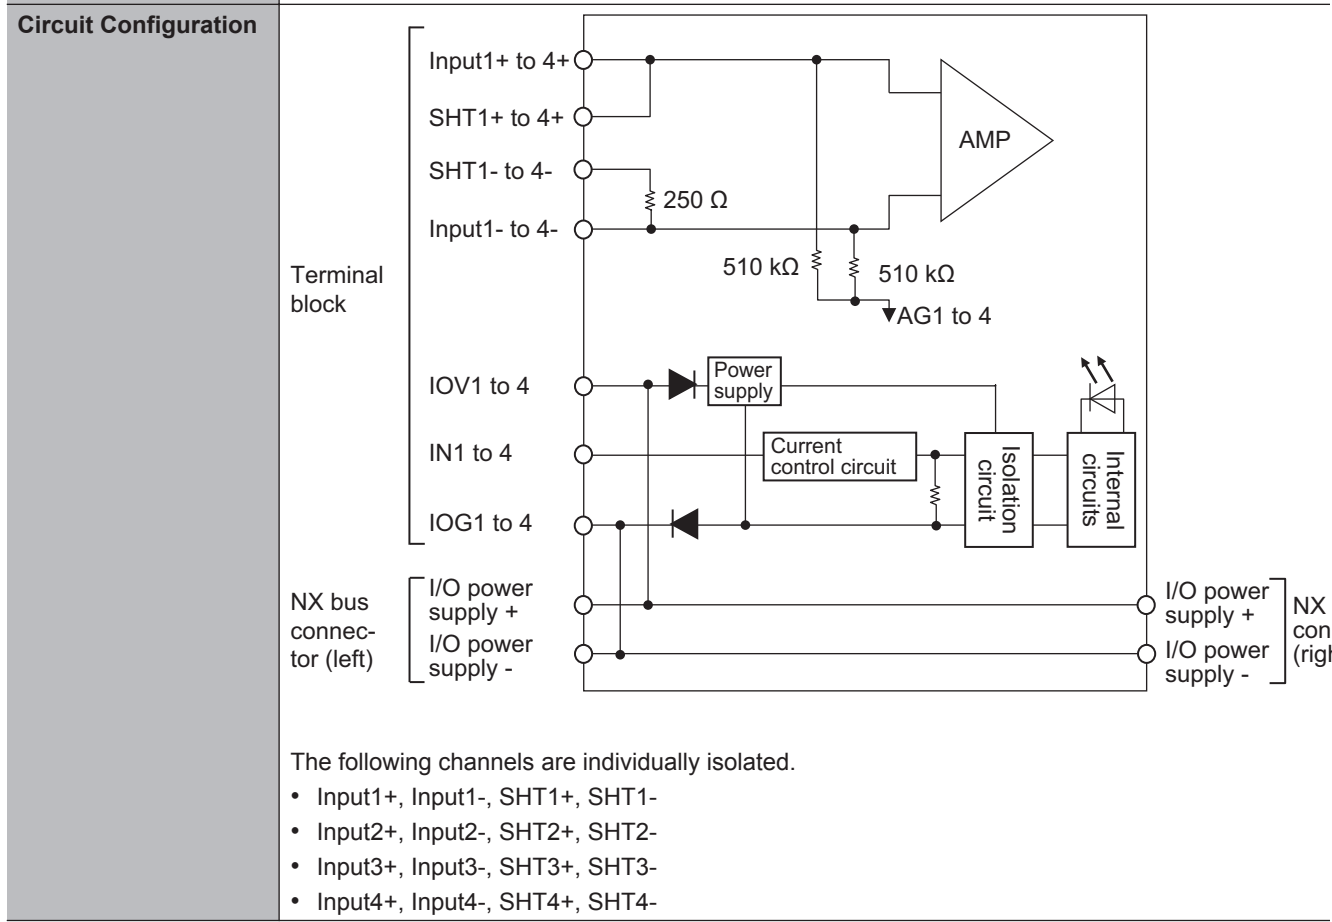 Circuit Configuration
Input1+ to 4+
SHT1+ to 4+
AMP
SHT1- to 4-
250 Ω
Input1- to 4-
510 kΩ
510 kΩ
Terminal
block
AG1 to 4
IOV1 to 4
Power
supply
IN1 to 4
Current
control circuit
Isolation
circuit
Internal
circuits
IOG1 to 4
NX bus
connec-
tor (left)
I/O power
supply +
I/O power
supply -
I/O power
supply +
I/O power
supply -
NX
con
(righ
The following channels are individually isolated.
• Input1+, Input1-, SHT1+, SHT1-
• Input2+, Input2-, SHT2+, SHT2-
• Input3+, Input3-, SHT3+, SHT3-
• Input4+, Input4-, SHT4+, SHT4-